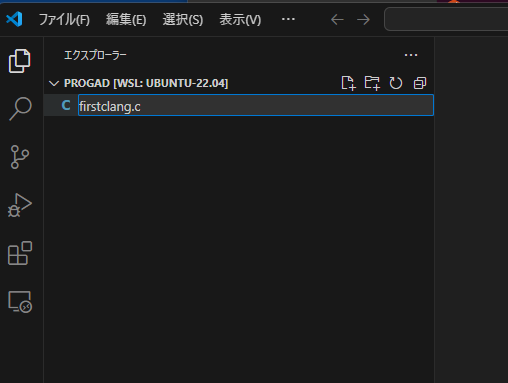 ファイル(F) 編集(E) 選択(S) 表示(V) ···
エクスプローラー ···
PROGAD [WSL: UBUNTU-22.04]
C firstclang.c